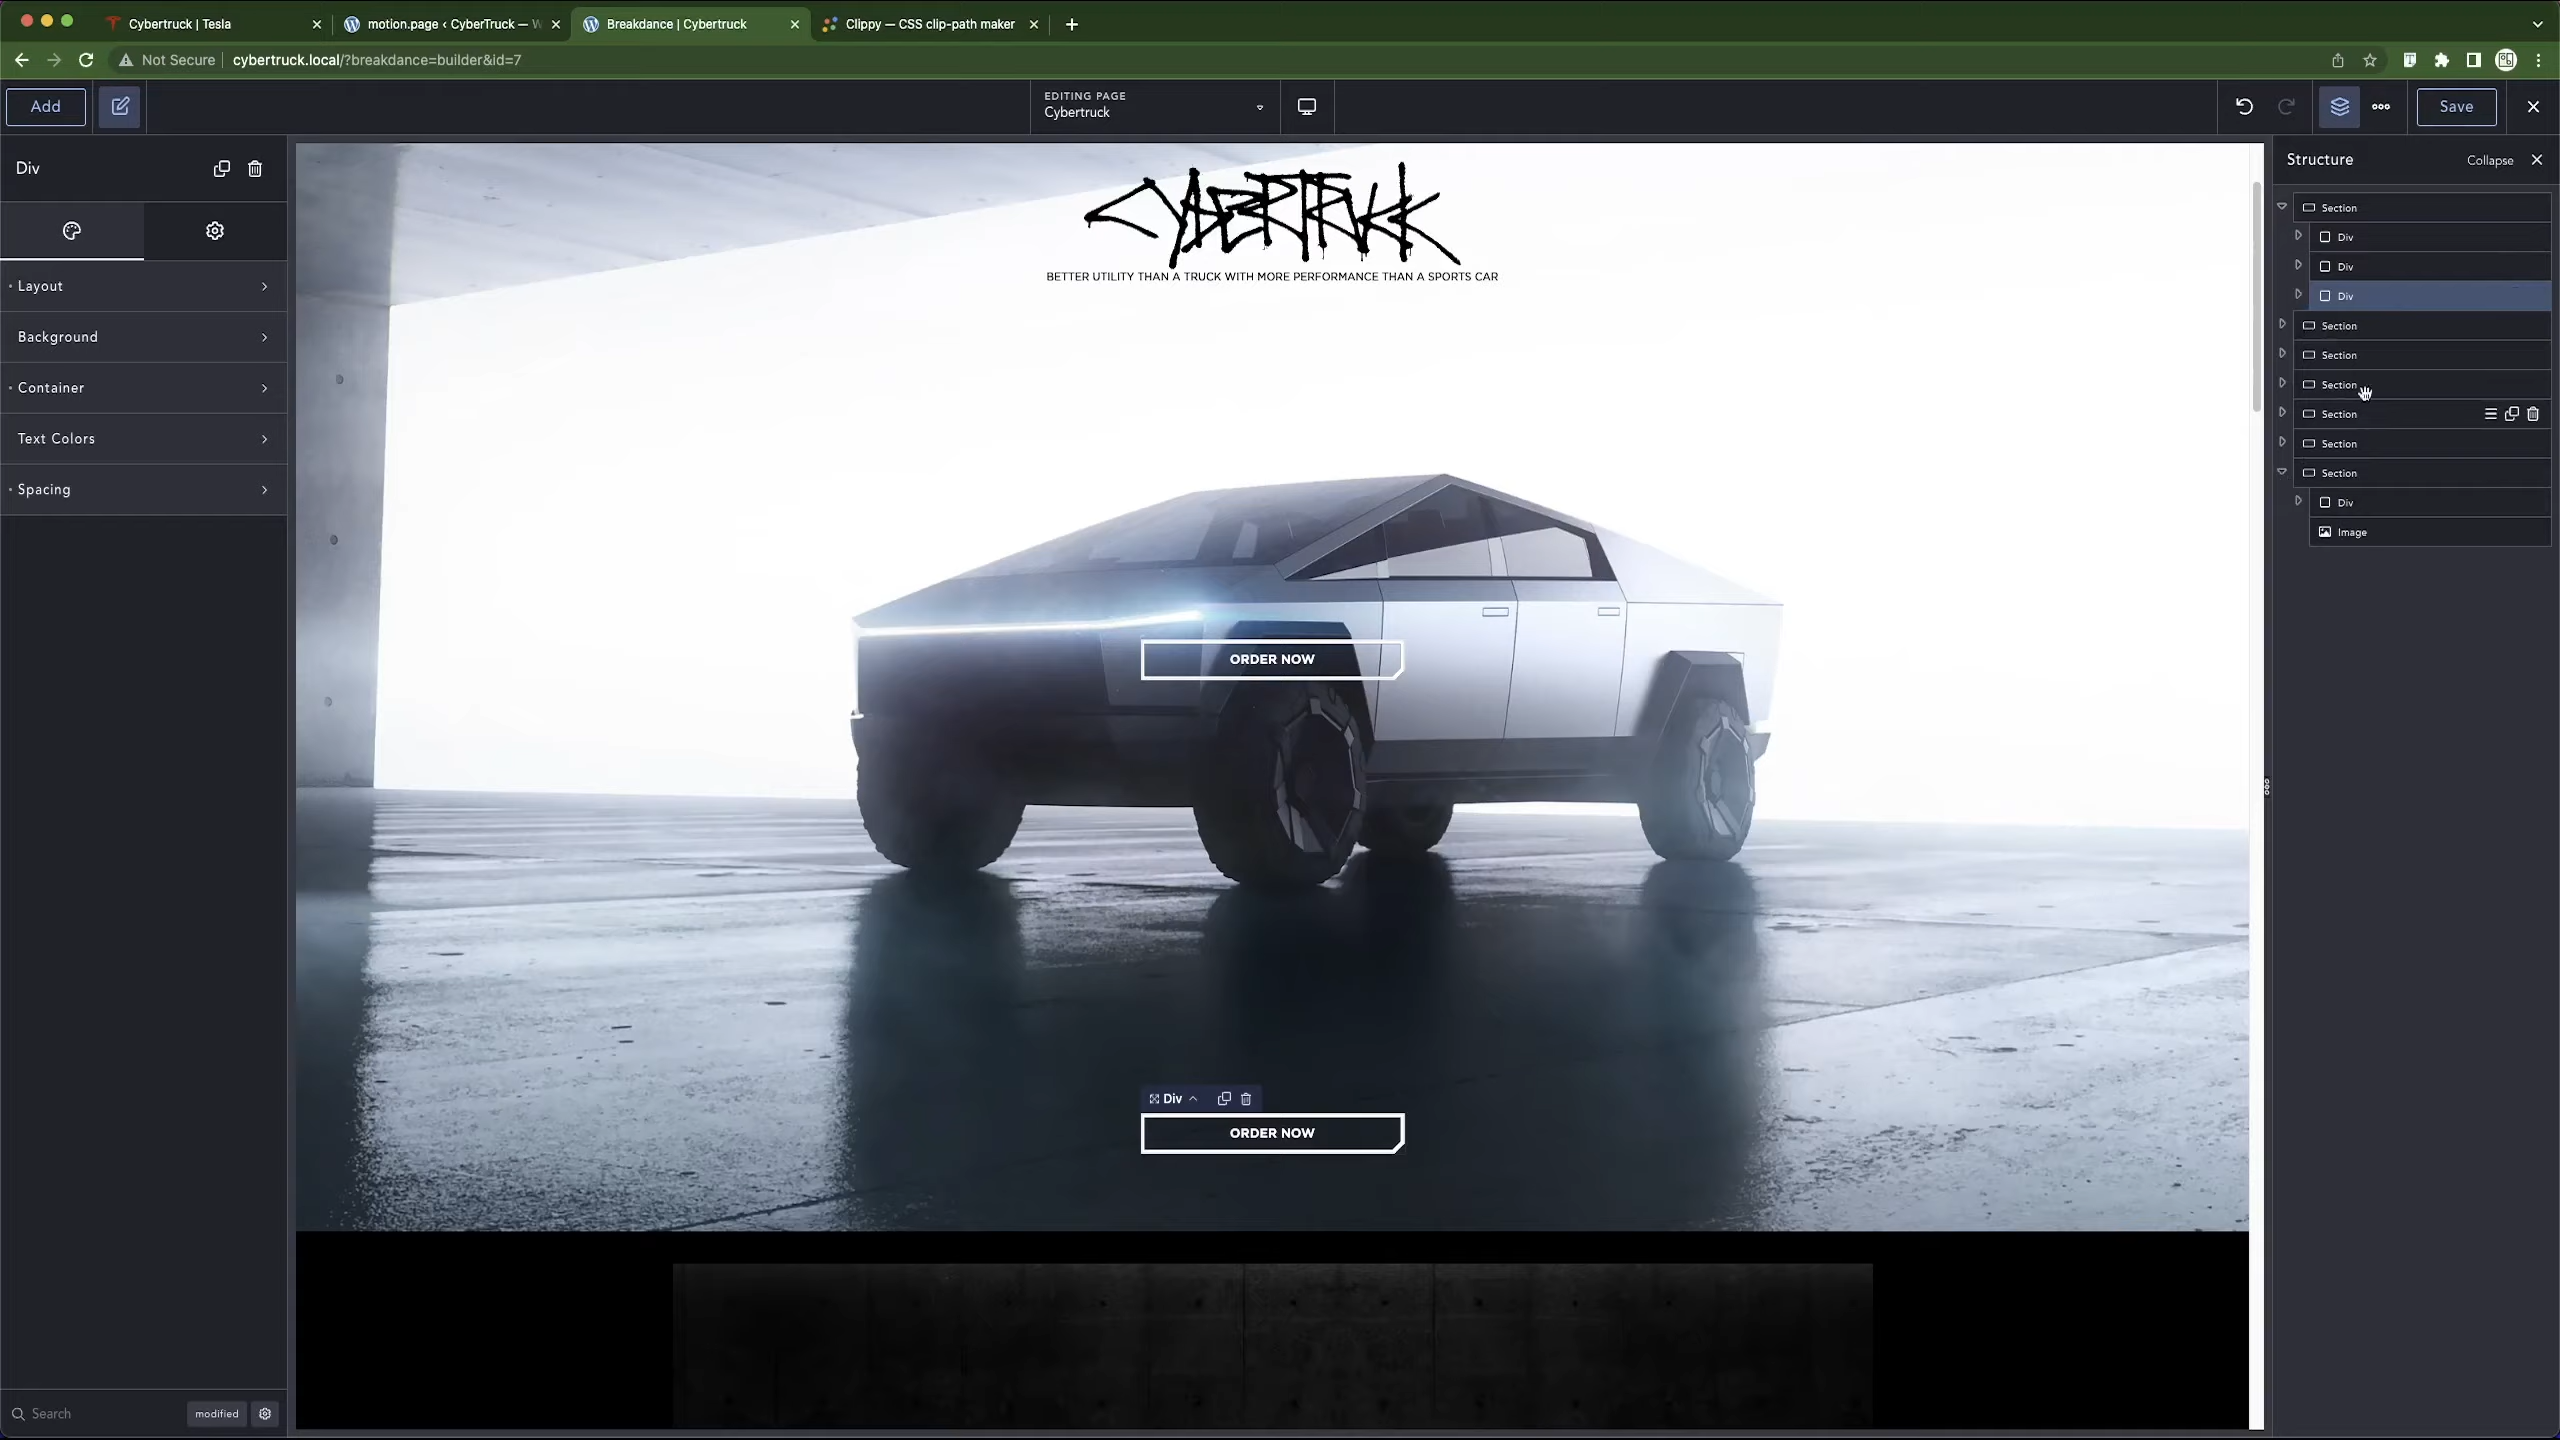 Cybertruck | Tesla
motion.page ‹ CyberTruck — W
Breakdance | Cybertruck
Clippy — CSS clip-path maker
Not Secure
cybertruck.local/?breakdance=builder&id=7
Add
EDITING PAGE
Cybertruck
Save
Div
Layout
Background
Container
Text Colors
Spacing
Search
modified
CYBERTRUCK
BETTER UTILITY THAN A TRUCK WITH MORE PERFORMANCE THAN A SPORTS CAR
ORDER NOW
Div
ORDER NOW
Structure
Collapse
Section
Div
Div
Div
Section
Section
Section
Section
Section
Section
Div
Image